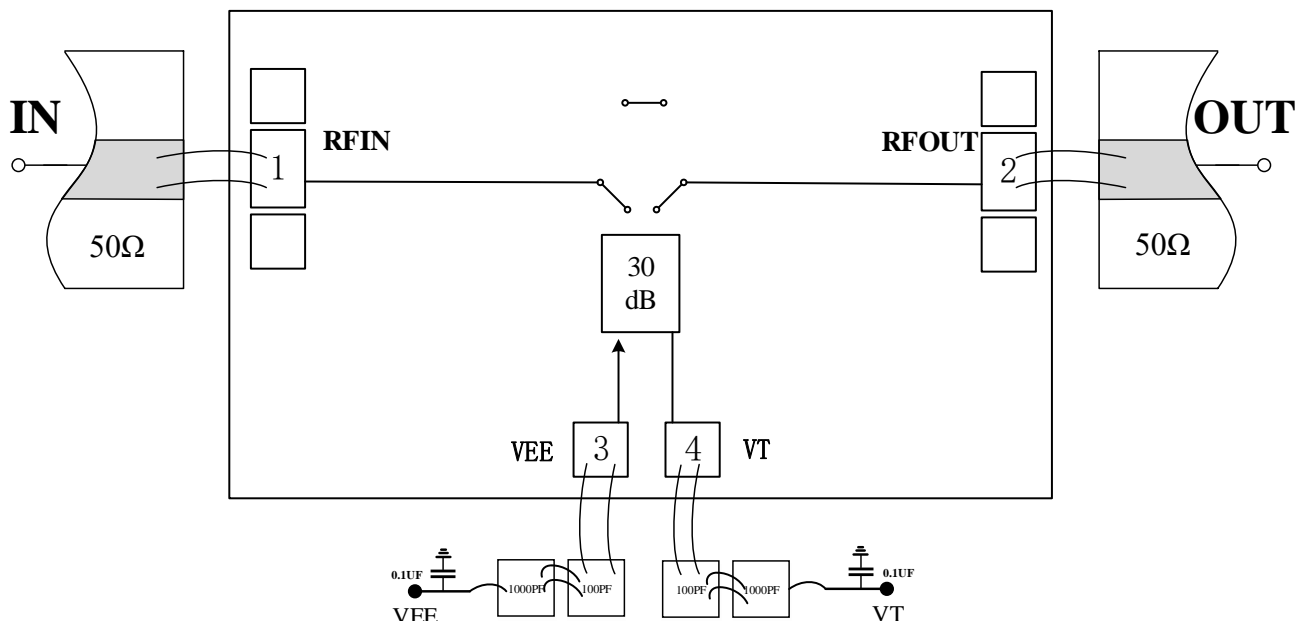 IN
OUT
RFIN
RFOUT
1
2
50Ω
50Ω
30
dB
VEE
3
4
VT
0.1UF
1000PF
100PF
100PF
1000PF
0.1UF
VEE
VT